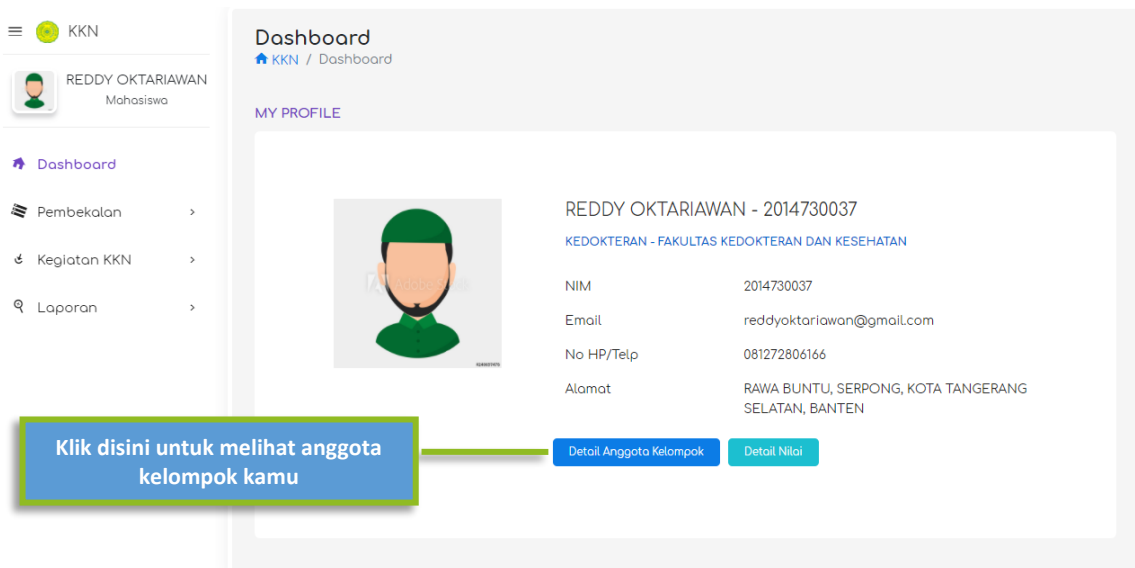 KKN
REDDY OKTARIAWAN
Mahasiswa
Dashboard
Pembekalan
Kegiatan KKN
Laporan
Dashboard
KKN / Dashboard
MY PROFILE
REDDY OKTARIAWAN - 2014730037
KEDOKTERAN - FAKULTAS KEDOKTERAN DAN KESEHATAN
NIM 2014730037
Email reddyoktariawan@gmail.com
No HP/Telp 081272806166
Alamat RAWA BUNTU, SERPONG, KOTA TANGERANG
SELATAN, BANTEN
Klik disini untuk melihat anggota
kelompok kamu
Detail Anggota Kelompok Detail Nilai